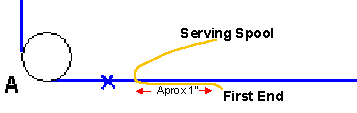 Serving Spool
A
Aprox 1"
First End